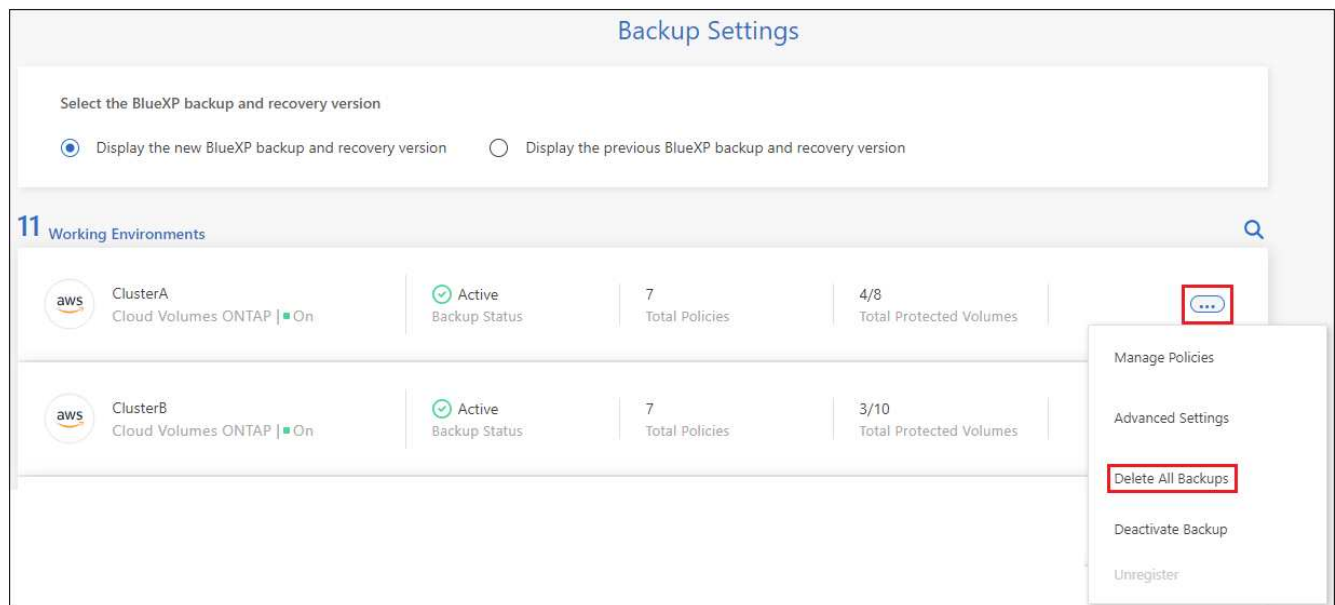 Backup Settings
Select the BlueXP backup and recovery version
Display the new BlueXP backup and recovery version Display the previous BlueXP backup and recovery version
11 Working Environments
aws ClusterA Active 7 4/8 ...
Cloud Volumes ONTAP | On Backup Status Total Policies Total Protected Volumes
Manage Policies
aws ClusterB Active 7 3/10
Cloud Volumes ONTAP | On Backup Status Total Policies Total Protected Volumes
Advanced Settings
Delete All Backups
Deactivate Backup
Unregister